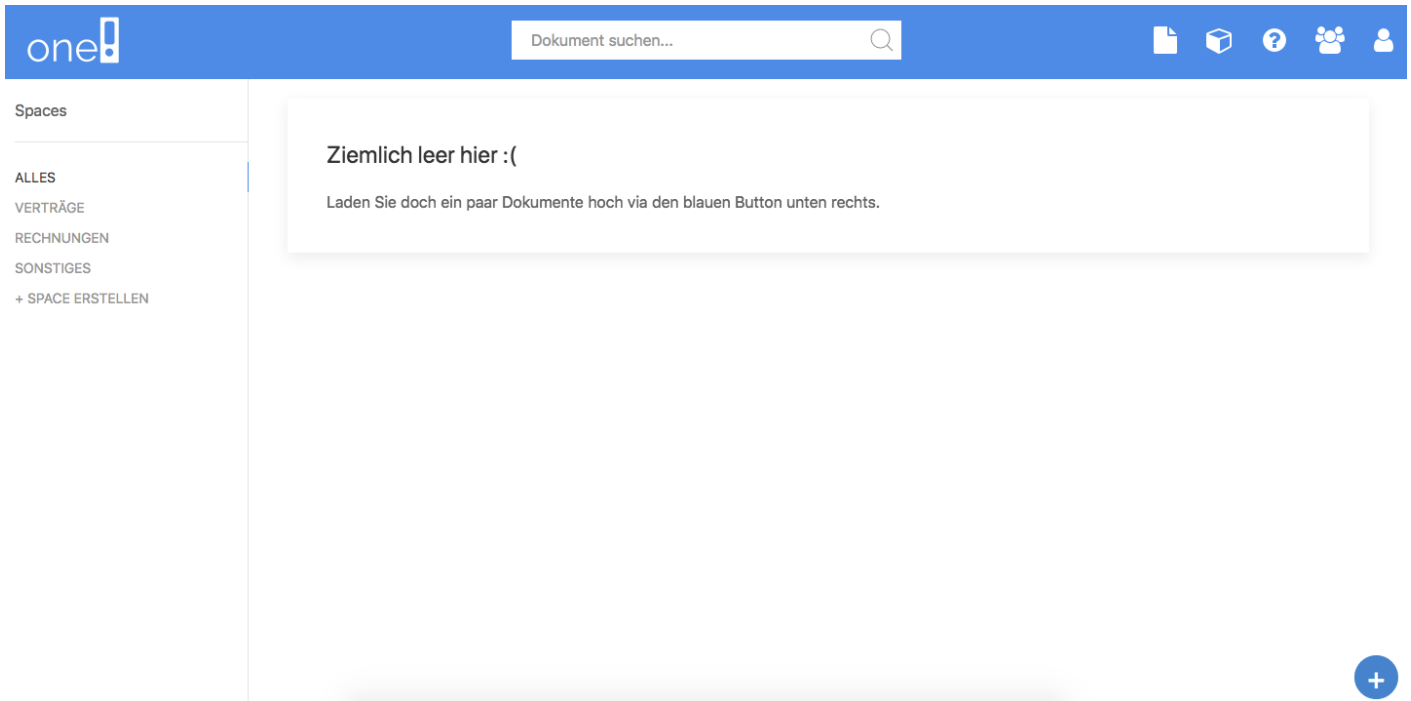 one!
Dokument suchen...
Spaces
ALLES
VERTRÄGE
RECHNUNGEN
SONSTIGES
+ SPACE ERSTELLEN
Ziemlich leer hier :(
Laden Sie doch ein paar Dokumente hoch via den blauen Button unten rechts.